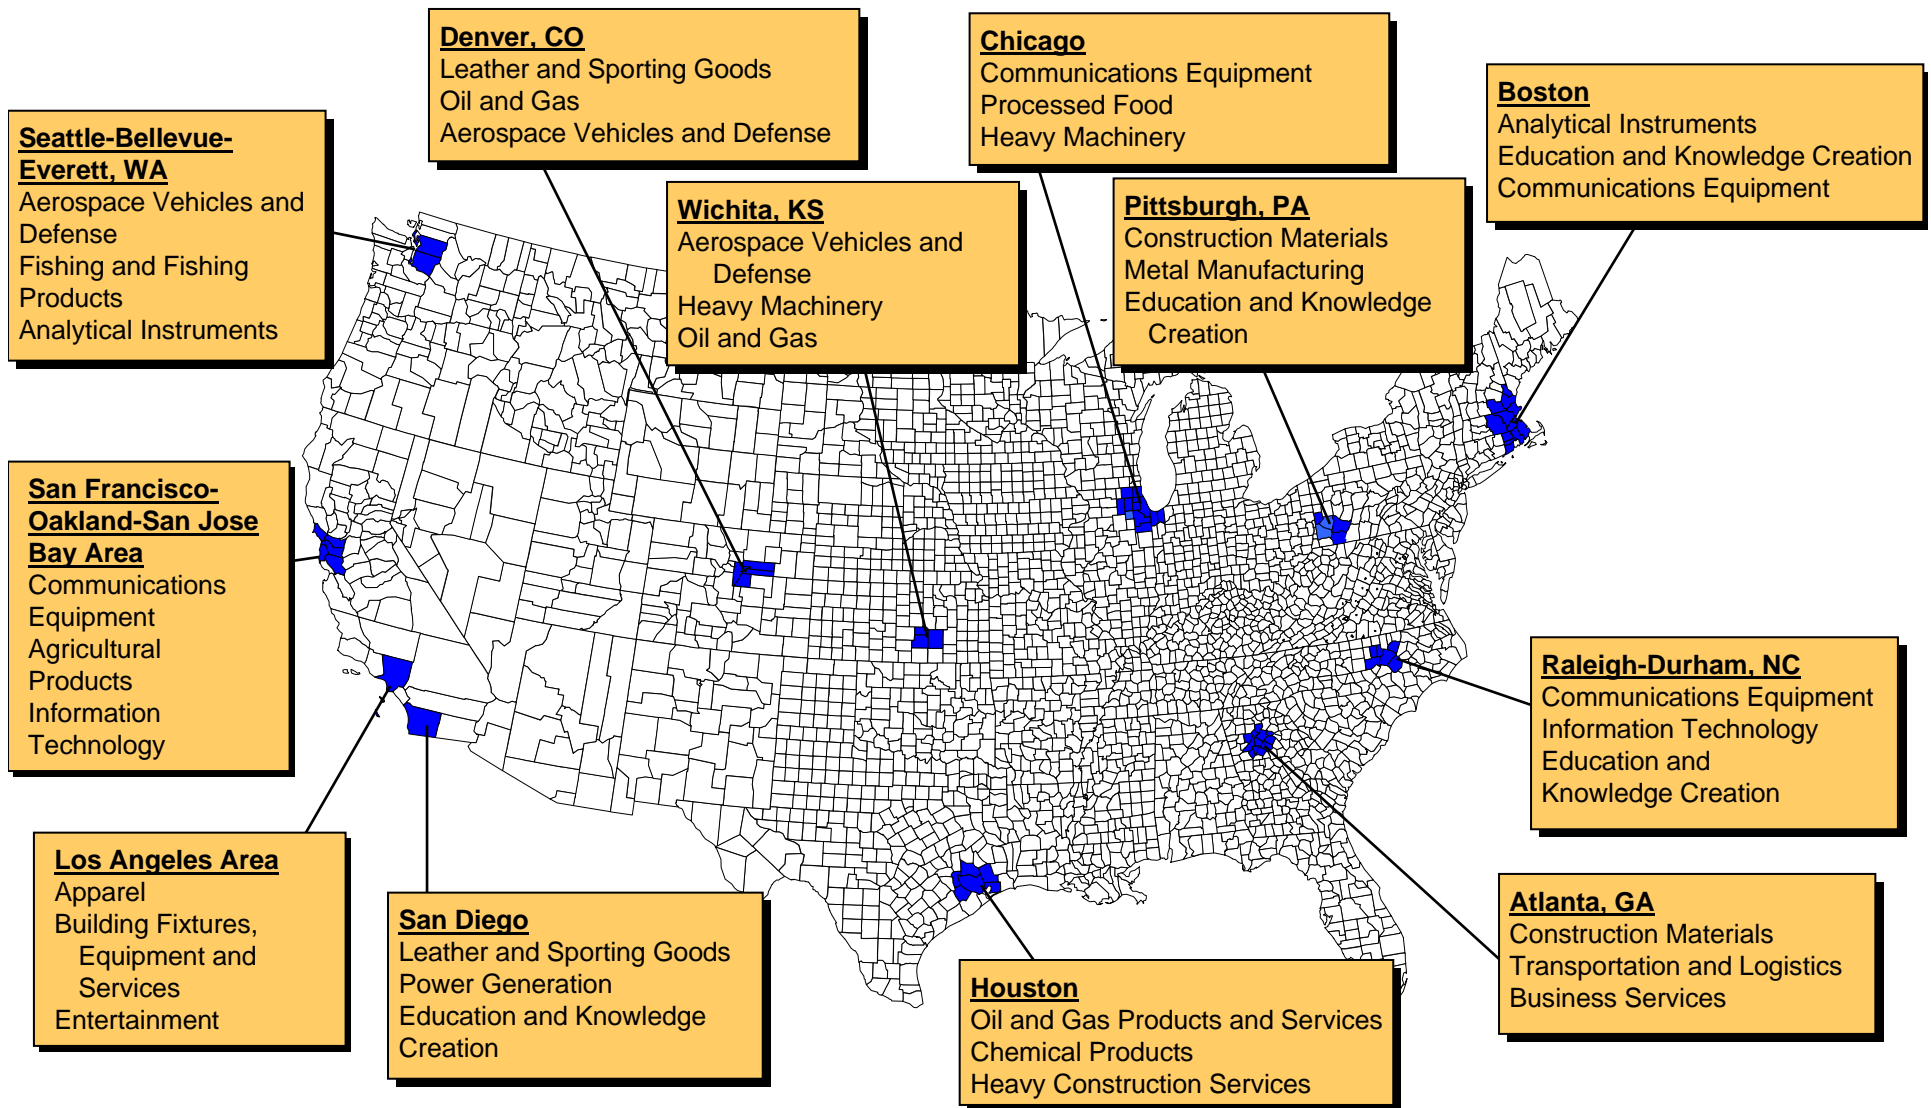 Denver, CO
Leather and Sporting Goods
Oil and Gas
Aerospace Vehicles and Defense
Chicago
Communications Equipment
Processed Food
Heavy Machinery
Boston
Analytical Instruments
Education and Knowledge Creation
Communications Equipment
Seattle-Bellevue-
Everett, WA
Aerospace Vehicles and
Defense
Fishing and Fishing
Products
Analytical Instruments
Wichita, KS
Aerospace Vehicles and
Defense
Heavy Machinery
Oil and Gas
Pittsburgh, PA
Construction Materials
Metal Manufacturing
Education and Knowledge
Creation
San Francisco-
Oakland-San Jose
Bay Area
Communications
Equipment
Agricultural
Products
Information
Technology
Raleigh-Durham, NC
Communications Equipment
Information Technology
Education and
Knowledge Creation
Los Angeles Area
Apparel
Building Fixtures,
Equipment and
Services
Entertainment
San Diego
Leather and Sporting Goods
Power Generation
Education and Knowledge
Creation
Houston
Oil and Gas Products and Services
Chemical Products
Heavy Construction Services
Atlanta, GA
Construction Materials
Transportation and Logistics
Business Services